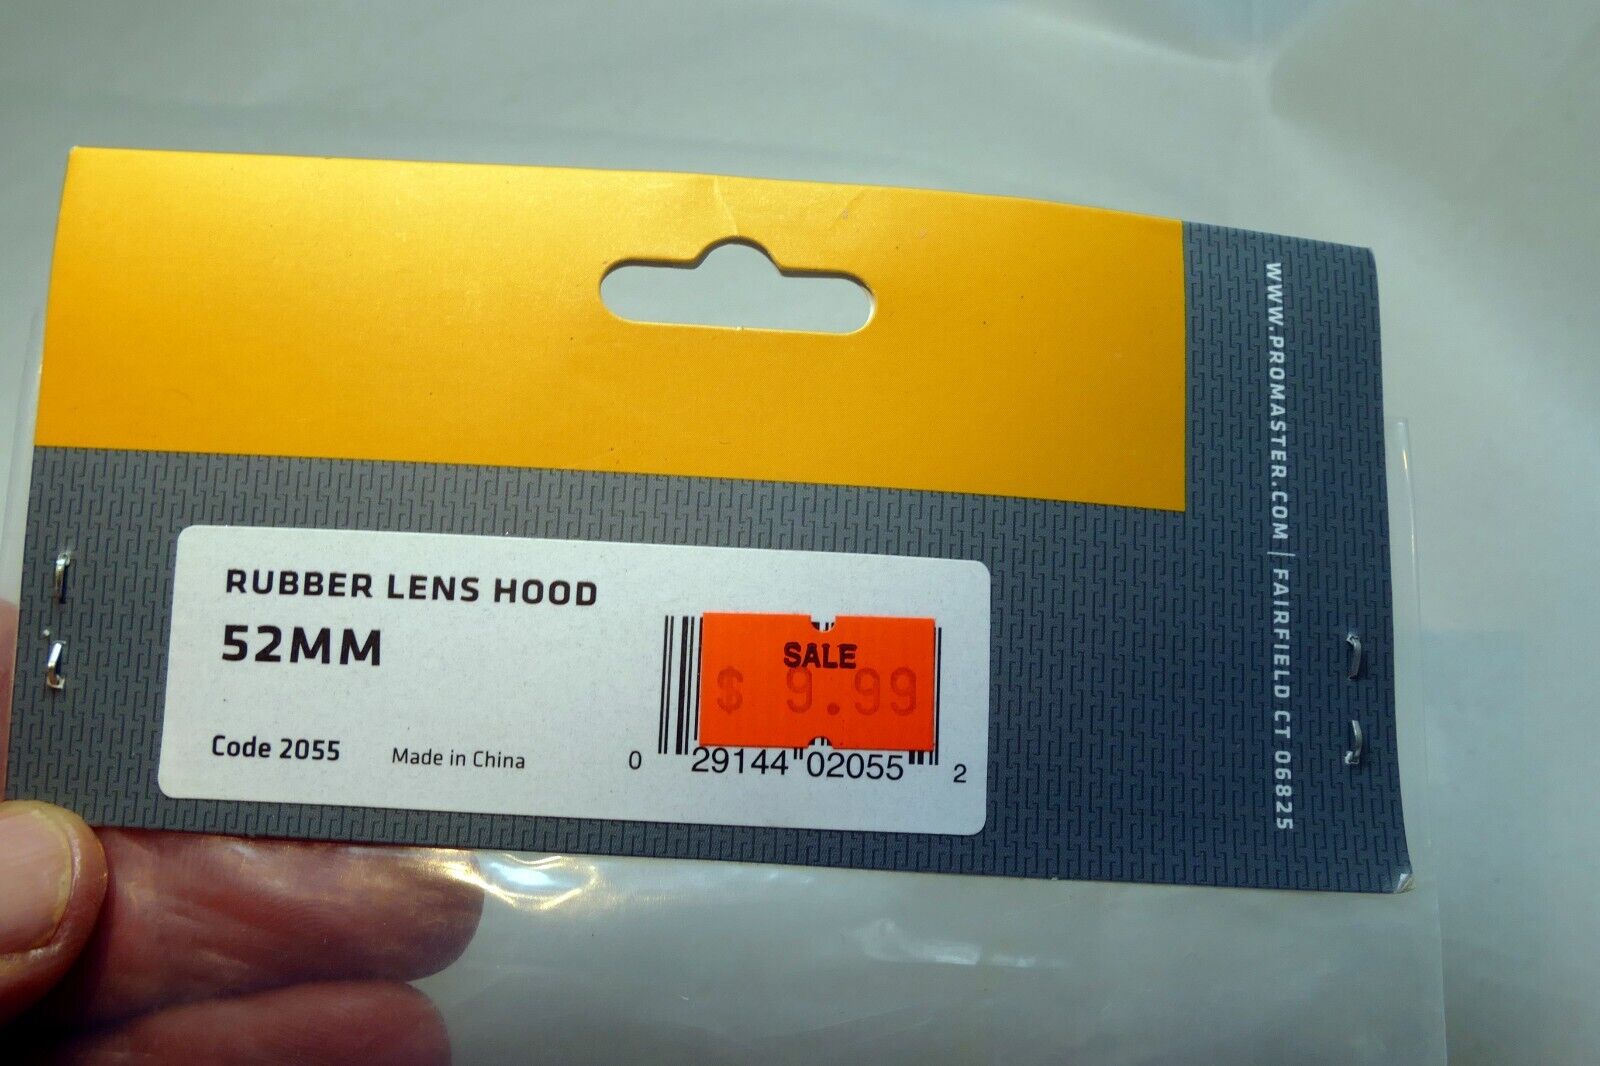 RUBBER LENS HOOD
52MM
Code 2055
Made in China
SALE
$ 9.99
0 29144 02055 2
WWW.PROMASTER.COM | FAIRFIELD CT 06825